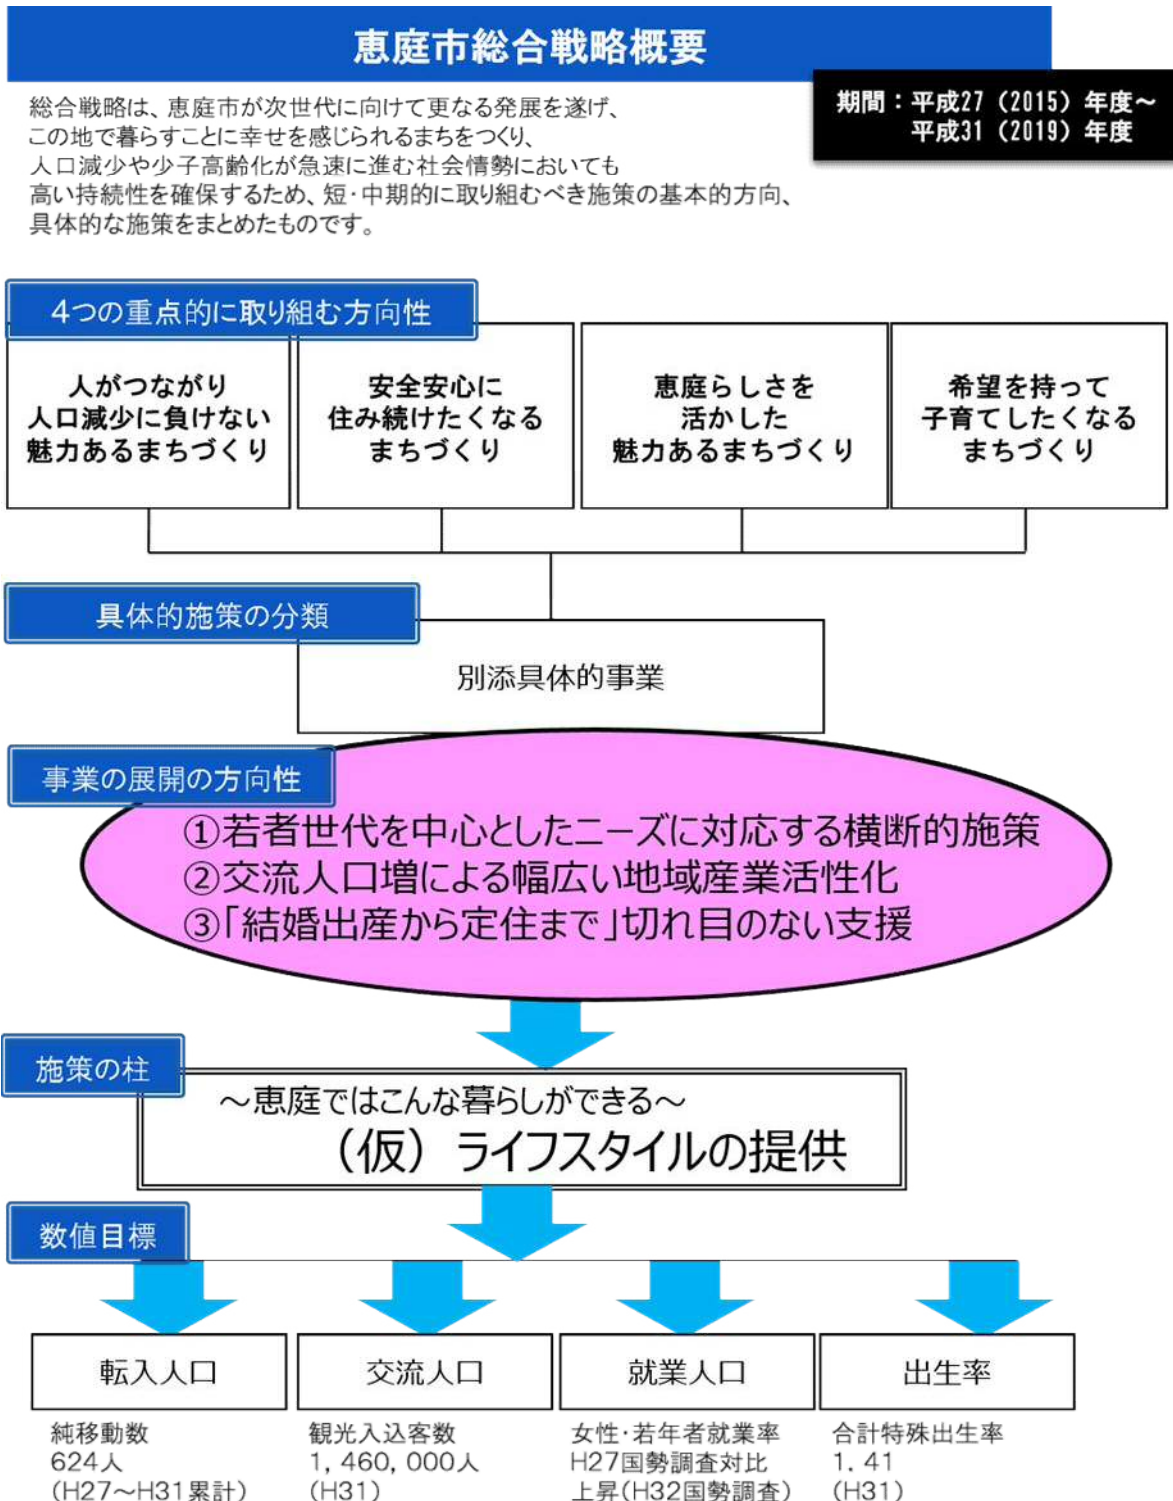 恵庭市総合戦略概要
期間：平成27（2015）年度～
平成31（2019）年度
総合戦略は、恵庭市が次世代に向けて更なる発展を遂げ、
この地で暮らすことに幸せを感じられるまちをつくり、
人口減少や少子高齢化が急速に進む社会情勢においても
高い持続性を確保するため、短・中期的に取り組むべき施策の基本的方向、
具体的な施策をまとめたものです。
4つの重点的に取り組む方向性
人がつながり
人口減少に負けない
魅力あるまちづくり
安全安心に
住み続けたくなる
まちづくり
恵庭らしさを
活かした
魅力あるまちづくり
希望を持って
子育てしたくなる
まちづくり
具体的施策の分類
別添具体的事業
事業の展開の方向性
①若者世代を中心としたニーズに対応する横断的施策
②交流人口増による幅広い地域産業活性化
③「結婚出産から定住まで」切れ目のない支援
施策の柱
～恵庭ではこんな暮らしができる～
（仮）ライフスタイルの提供
数値目標
転入人口
純移動数
624人
(H27～H31累計)
交流人口
観光入込客数
1，460，000人
(H31)
就業人口
女性・若年者就業率
H27国勢調査対比
上昇(H32国勢調査)
出生率
合計特殊出生率
1．41
(H31)